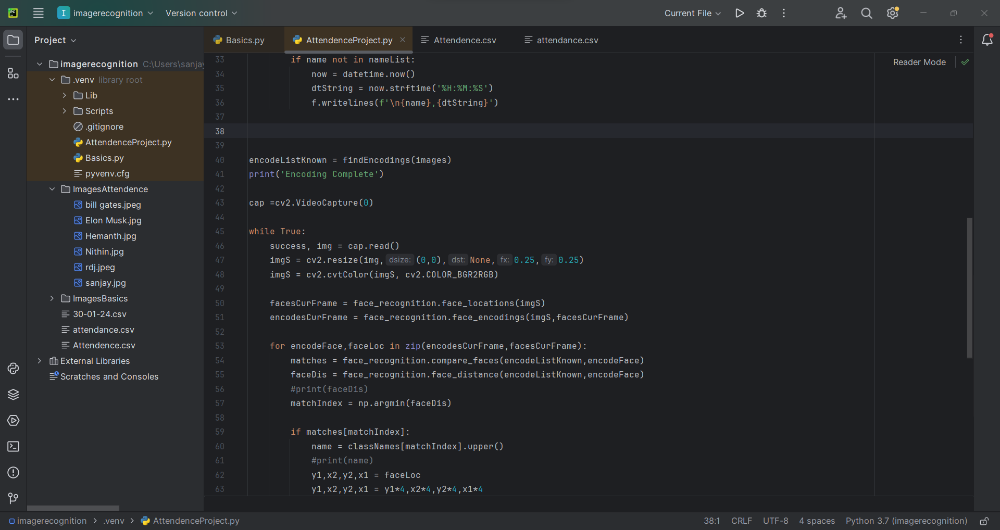 PC
I imagerecognition Version control Current File
Project
Basics.py AttendenceProject.py Attendence.csv attendance.csv
imagerecognition C:\Users\sanjay
.venv library root
Lib
Scripts
.gitignore
AttendenceProject.py
Basics.py
pyvenv.cfg
ImagesAttendence
bill gates.jpeg
Elon Musk.jpg
Hemanth.jpg
Nithin.jpg
rdj.jpeg
sanjay.jpg
ImagesBasics
30-01-24.csv
attendance.csv
Attendence.csv
External Libraries
Scratches and Consoles
Reader Mode
33 if name not in nameList:
34 now = datetime.now()
35 dtString = now.strftime('%H:%M:%S')
36 f.writelines(f'\n{name},{dtString}')
37
38
39
40 encodeListKnown = findEncodings(images)
41 print('Encoding Complete')
42
43 cap =cv2.VideoCapture(0)
44
45 while True:
46 success, img = cap.read()
47 imgS = cv2.resize(img, dsize: (0,0), dst: None, fx: 0.25, fy: 0.25)
48 imgS = cv2.cvtColor(imgS, cv2.COLOR_BGR2RGB)
49
50 facesCurFrame = face_recognition.face_locations(imgS)
51 encodesCurFrame = face_recognition.face_encodings(imgS,facesCurFrame)
52
53 for encodeFace,faceLoc in zip(encodesCurFrame,facesCurFrame):
54 matches = face_recognition.compare_faces(encodeListKnown,encodeFace)
55 faceDis = face_recognition.face_distance(encodeListKnown,encodeFace)
56 #print(faceDis)
57 matchIndex = np.argmin(faceDis)
58
59 if matches[matchIndex]:
60 name = classNames[matchIndex].upper()
61 #print(name)
62 y1,x2,y2,x1 = faceLoc
63 y1,x2,y2,x1 = y1*4,x2*4,y2*4,x1*4
imagerecognition > .venv > AttendenceProject.py 38:1 CRLF UTF-8 4 spaces Python 3.7 (imagerecognition)